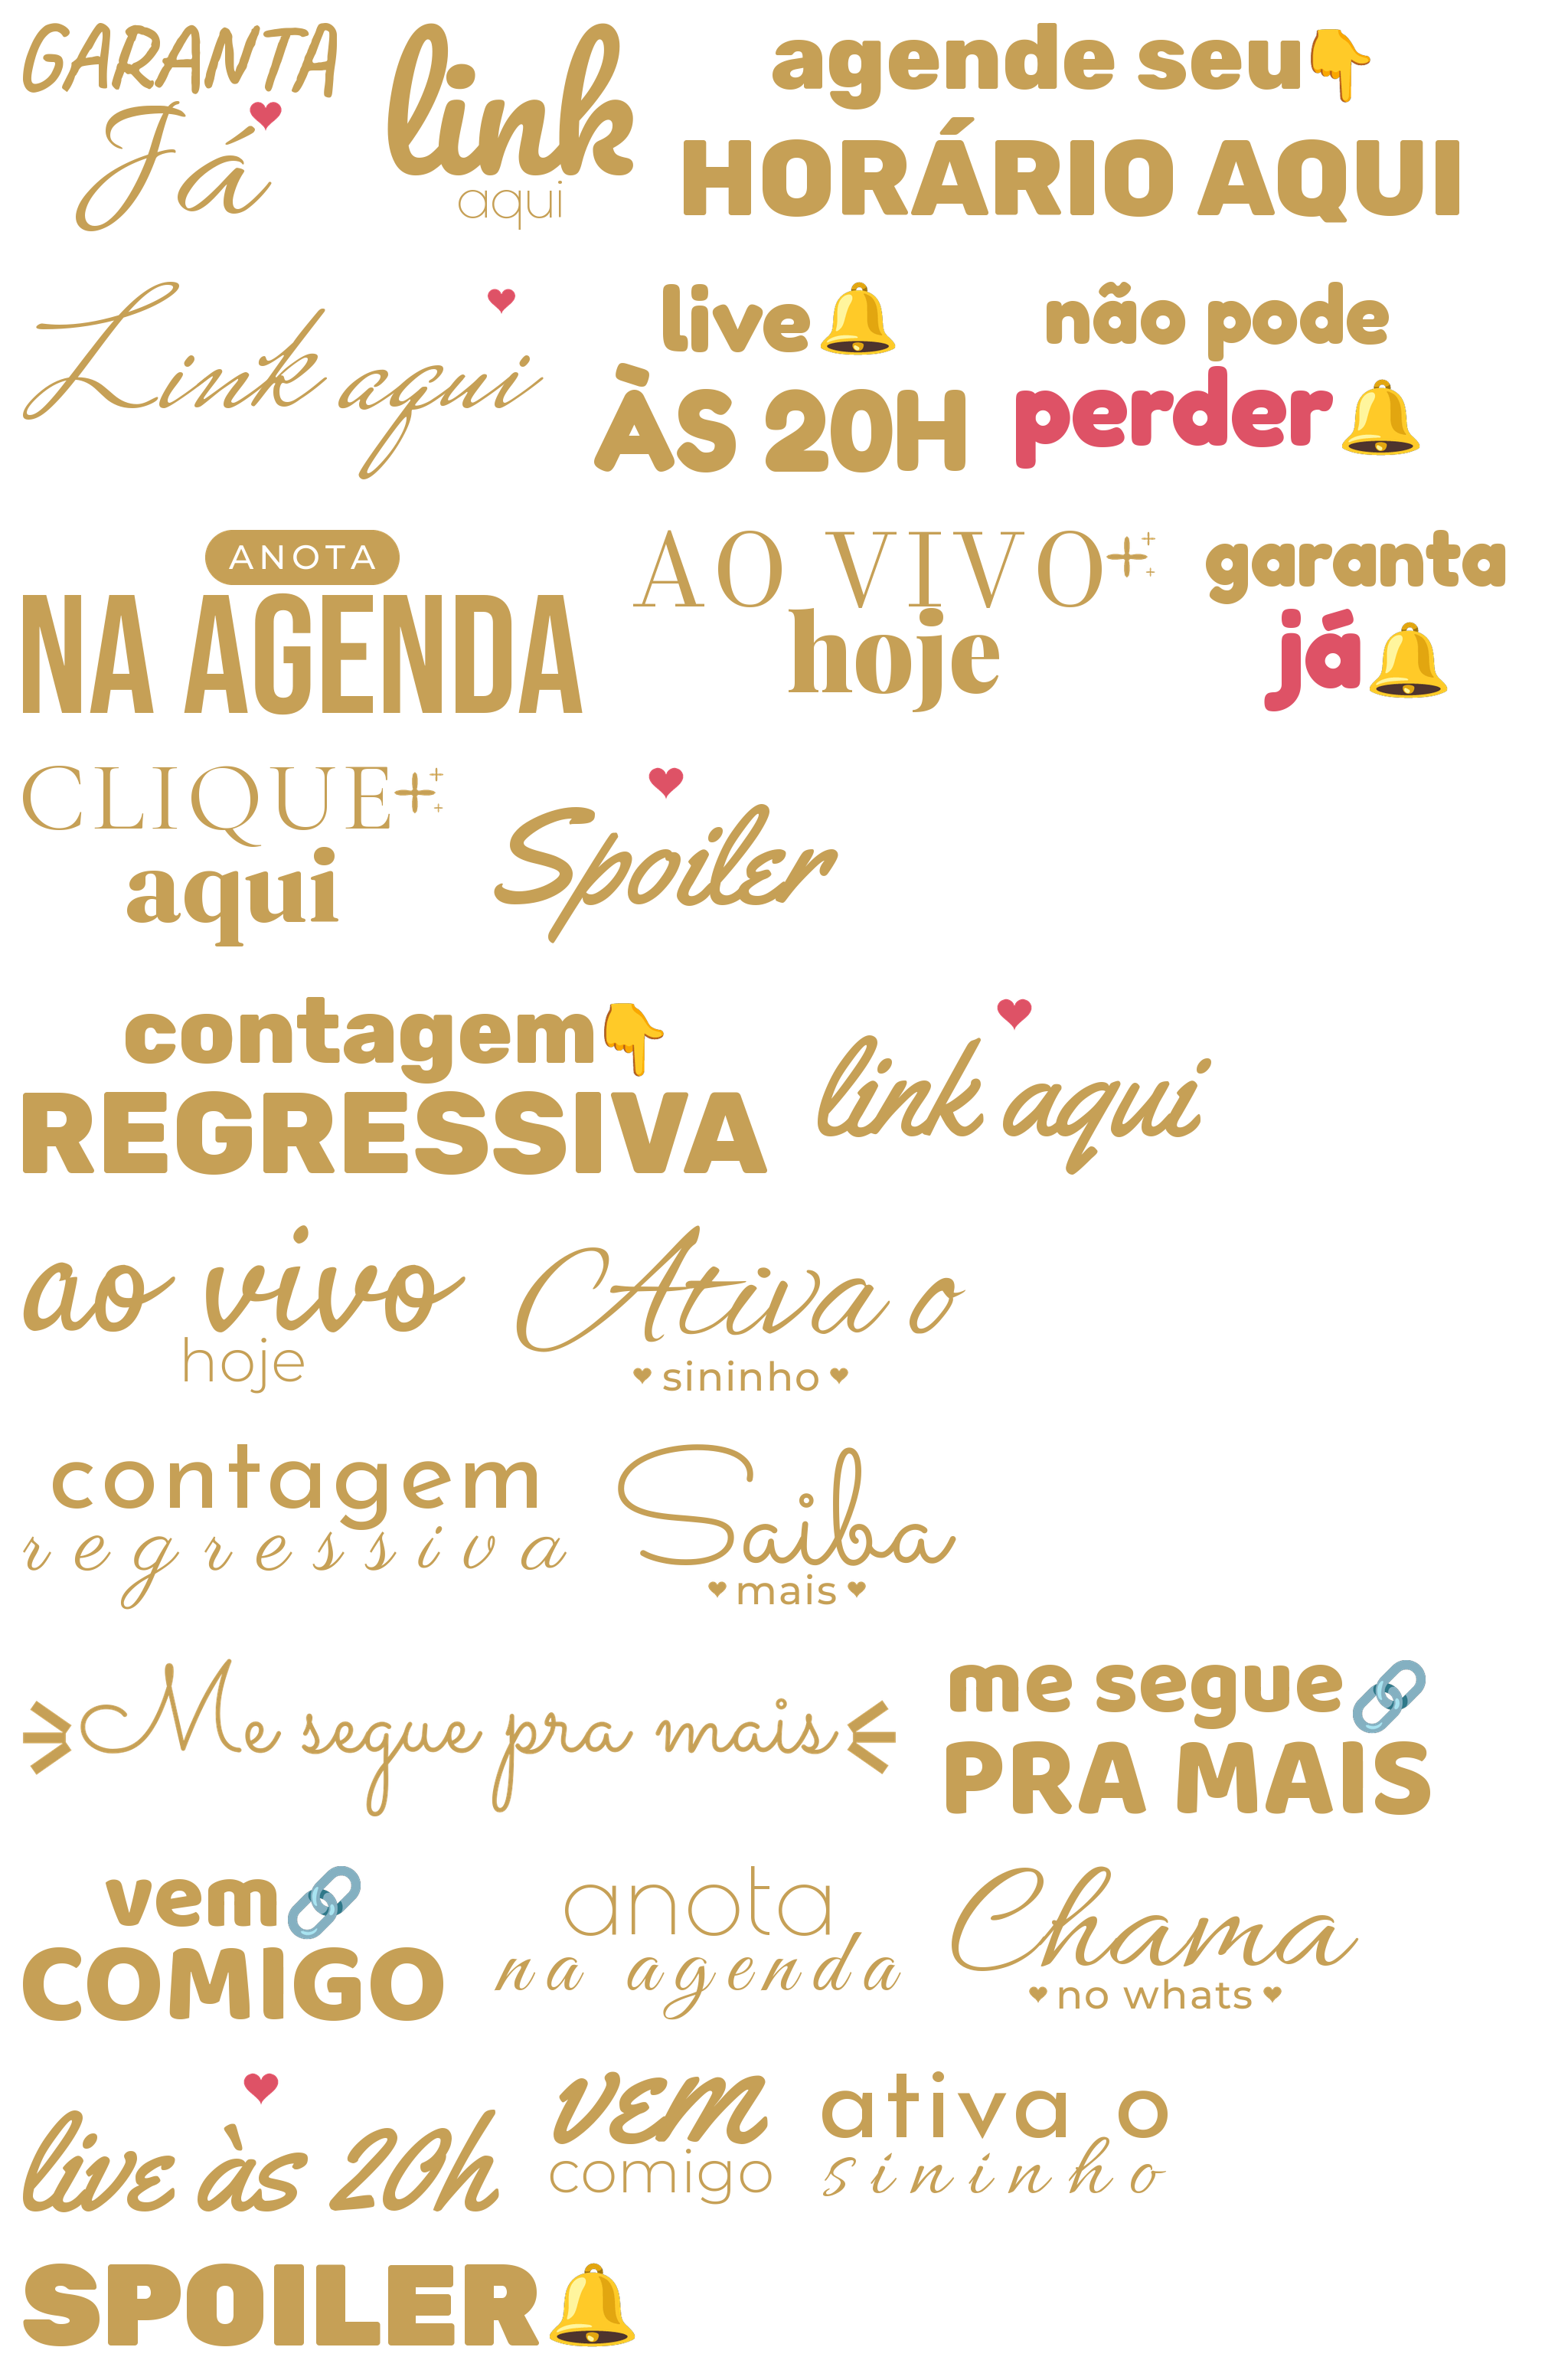 GARANTA
Já
link
aqui
agende seu👇
HORÁRIO AQUI
Link aqui
live🔔
ÀS 20H
não pode
perder🔔
ANOTA
NA AGENDA
AO VIVO
hoje
garanta
já🔔
CLIQUE
aqui
Spoiler
contagem👇
REGRESSIVA
link aqui
ao vivo
hoje
Ativa o
sininho
contagem
regressiva
Saiba
mais
Me segue pra mais
me segue🔗
PRA MAIS
vem🔗
COMIGO
anota
na agenda
Chama
no whats
live às 20h
vem
comigo
ativa o
sininho
SPOILER🔔